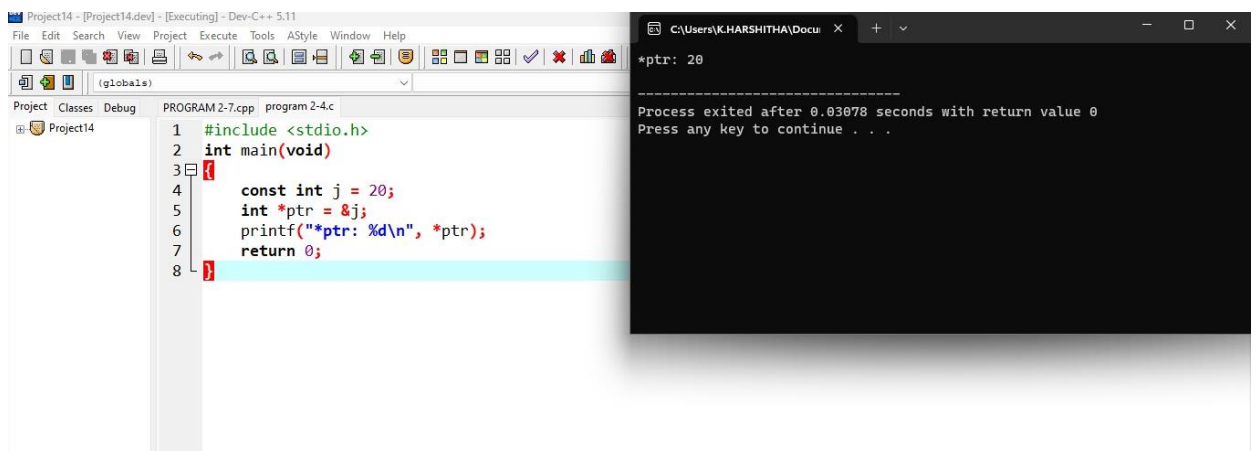 Project14 - [Project14.dev] - [Executing] - Dev-C++ 5.11
File Edit Search View Project Execute Tools AStyle Window Help
(globals)
Project Classes Debug
PROGRAM 2-7.cpp program 2-4.c
Project14
1 #include <stdio.h>
2 int main(void)
3 {
4 const int j = 20;
5 int *ptr = &j;
6 printf("*ptr: %d\n", *ptr);
7 return 0;
8 }
C:\Users\K.HARSHITHA\Docu
*ptr: 20
--------------------------------
Process exited after 0.03078 seconds with return value 0
Press any key to continue . . .